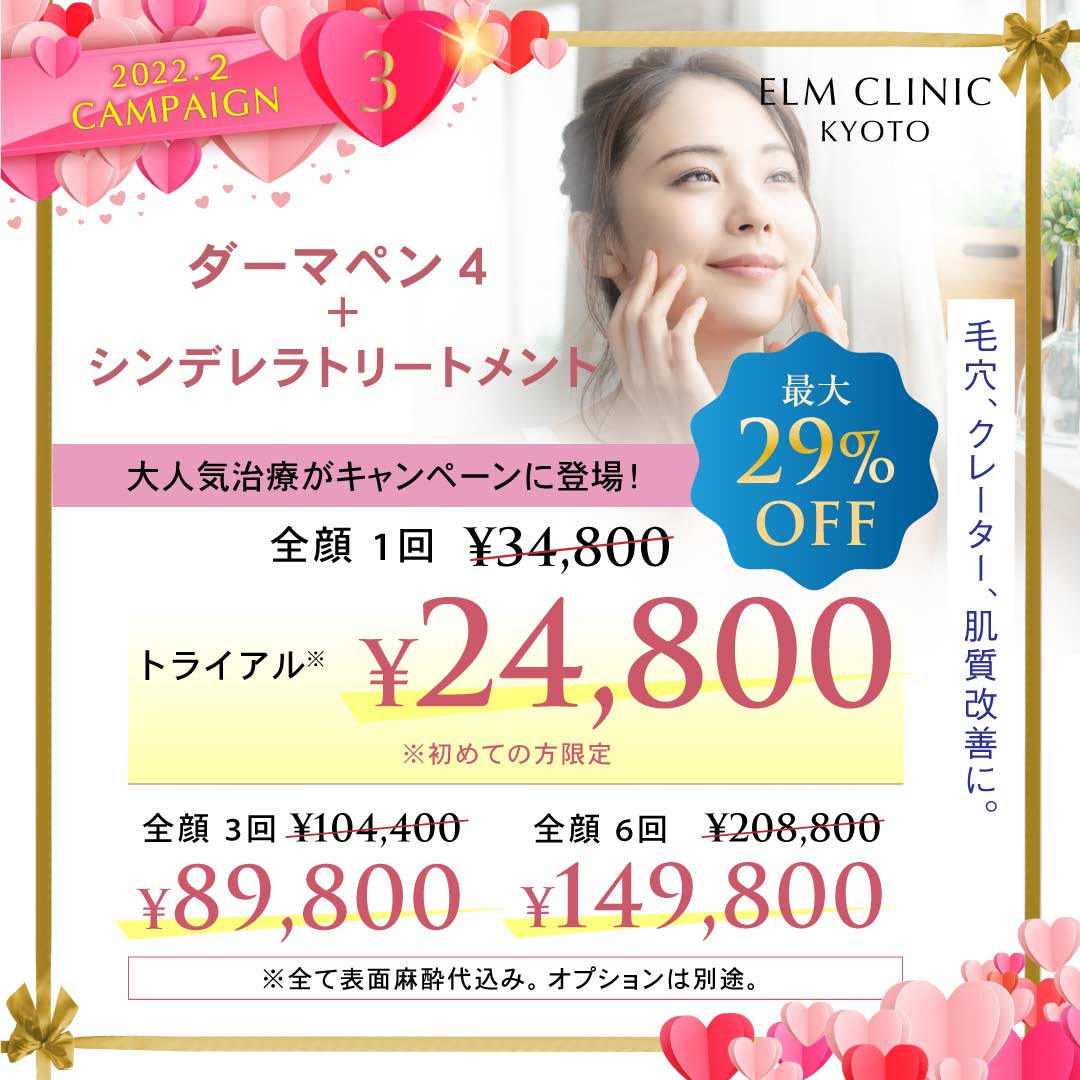 2022.2
CAMPAIGN
3
ELM CLINIC
KYOTO
ダーマペン4
+
シンデレラトリートメント
最大
29%
OFF
毛穴、クレーター、肌質改善に。
大人気治療がキャンペーンに登場!
全顔 1回 ¥34,800
トライアル※ ¥24,800
※初めての方限定
全顔 3回 ¥104,400
¥89,800
全顔 6回 ¥208,800
¥149,800
※全て表面麻酔代込み。オプションは別途。